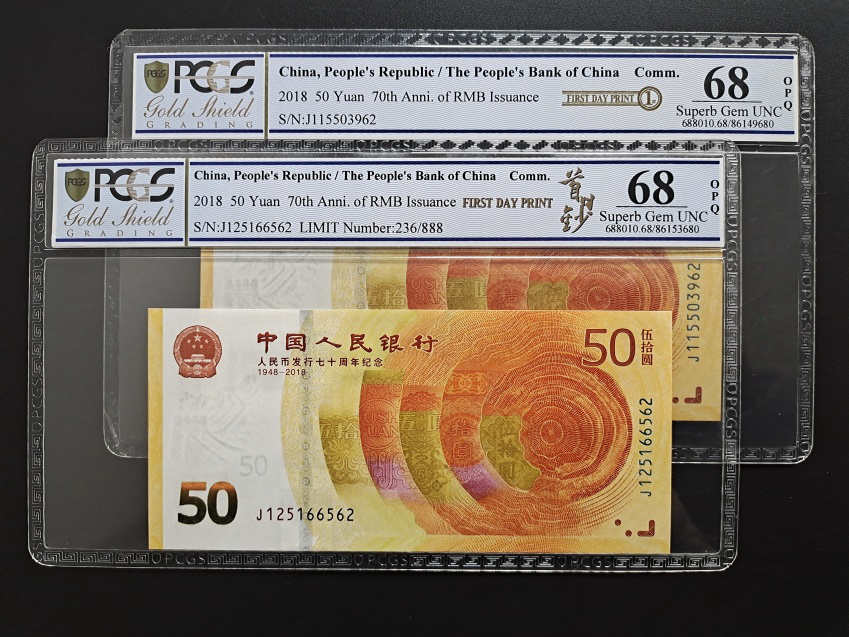 PCGS
Gold Shield
GRADING
China, People's Republic / The People's Bank of China Comm.
2018 50 Yuan 70th Anni. of RMB Issuance FIRST DAY PRINT 1
S/N:J115503962
68
Superb Gem UNC
688010.68/86149680
OPQ
PCGS
Gold Shield
GRADING
China, People's Republic / The People's Bank of China Comm.
2018 50 Yuan 70th Anni. of RMB Issuance FIRST DAY PRINT
S/N:J125166562 LIMIT Number:236/888
首日钞
68
Superb Gem UNC
688010.68/86153680
OPQ
J115503962
中国人民银行
人民币发行七十周年纪念
1948-2018
50 伍拾圆
50
50
J125166562
J125166562